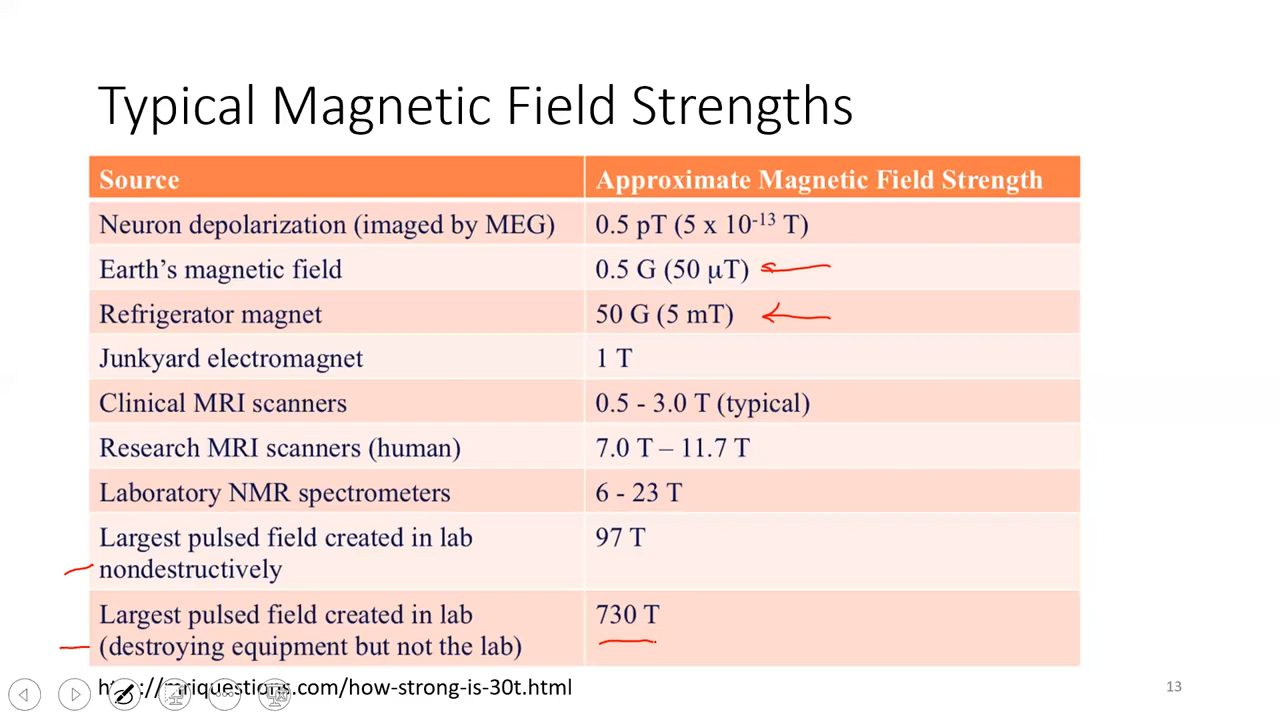 Typical Magnetic Field Strengths
Source Approximate Magnetic Field Strength
Neuron depolarization (imaged by MEG) 0.5 pT (5 x 10-13 T)
Earth's magnetic field 0.5 G (50 μT)
Refrigerator magnet 50 G (5 mT)
Junkyard electromagnet 1 T
Clinical MRI scanners 0.5 - 3.0 T (typical)
Research MRI scanners (human) 7.0 T – 11.7 T
Laboratory NMR spectrometers 6 - 23 T
Largest pulsed field created in lab 97 T
nondestructively
Largest pulsed field created in lab 730 T
(destroying equipment but not the lab)
mriquestions.com/how-strong-is-30t.html 13